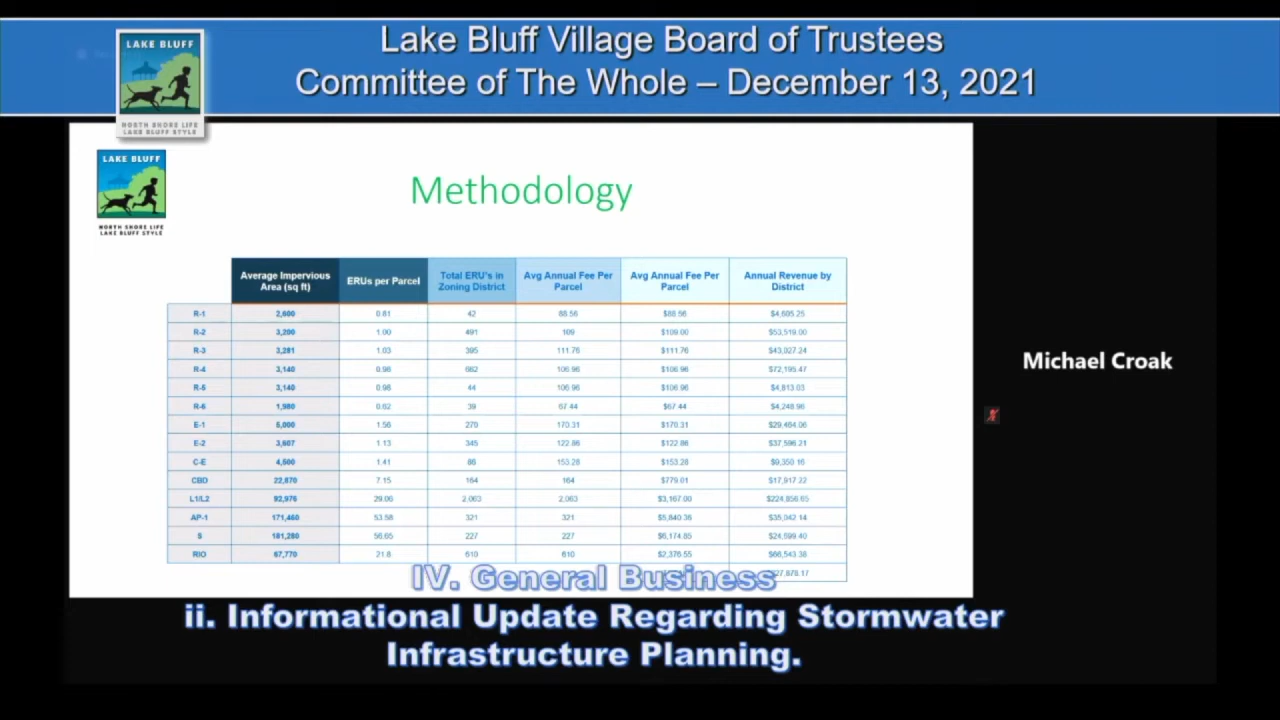 Lake Bluff Village Board of Trustees
Committee of The Whole – December 13, 2021
LAKE BLUFF
NORTH SHORE LIFE
LAKE BLUFF STYLE
LAKE BLUFF
NORTH SHORE LIFE
LAKE BLUFF STYLE
Methodology
Average Impervious Area (sq ft) ERUs per Parcel Total ERU's in Zoning District Avg Annual Fee Per Parcel Avg Annual Fee Per Parcel Annual Revenue by District
R-1 2,600 0.81 42 88.56 $88.56 $4,605.25
R-2 3,200 1.00 491 109 $109.00 $53,519.00
R-3 3,281 1.03 395 111.76 $111.76 $43,027.24
R-4 3,140 0.98 662 106.96 $106.96 $72,195.47
R-5 3,140 0.98 44 106.96 $106.96 $4,813.03
R-6 1,980 0.62 39 67.44 $67.44 $4,248.96
E-1 5,000 1.56 270 170.31 $170.31 $29,464.06
E-2 3,607 1.13 345 122.86 $122.86 $37,596.21
C-E 4,500 1.41 86 153.28 $153.28 $9,350.16
CBD 22,870 7.15 164 164 $779.01 $17,917.22
L1/L2 92,976 29.06 2,063 2,063 $3,167.00 $224,856.65
AP-1 171,460 53.58 321 321 $5,840.36 $35,042.14
S 181,280 56.65 227 227 $6,174.85 $24,699.40
RIO 67,770 21.8 610 610 $2,376.55 $66,543.38
IV. General Business
ii. Informational Update Regarding Stormwater
Infrastructure Planning.
Michael Croak